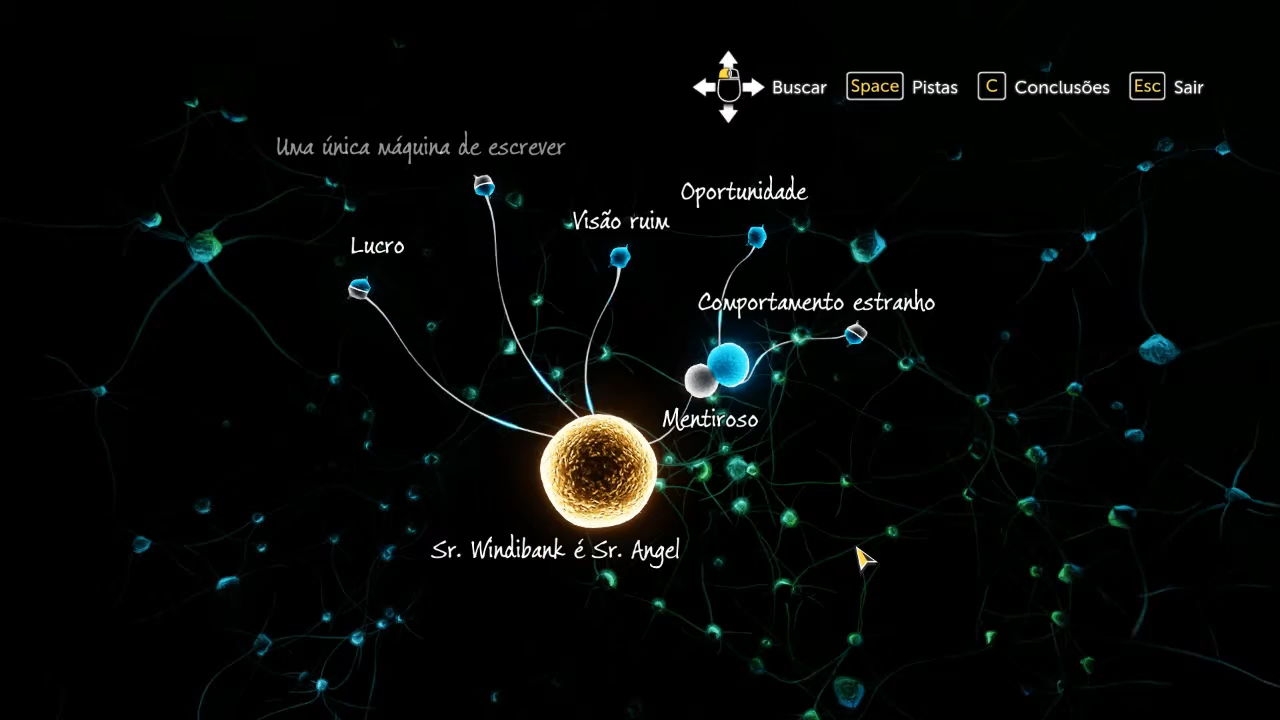 Buscar
Space Pistas
C Conclusões
Esc Sair
Uma única máquina de escrever
Oportunidade
Visão ruim
Lucro
Comportamento estranho
Mentiroso
Sr. Windibank é Sr. Angel